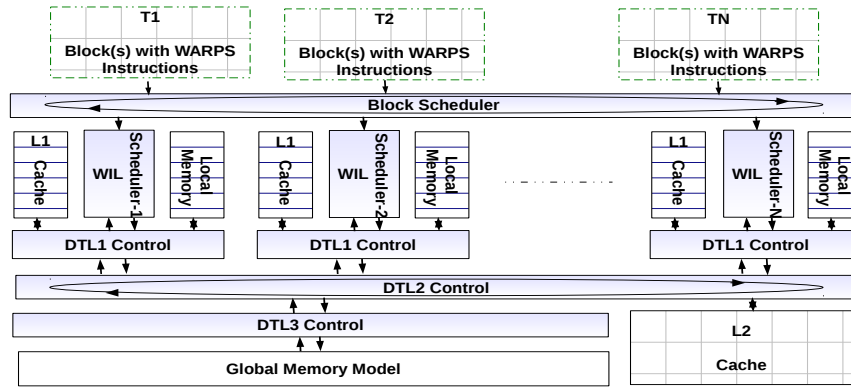 T1
Block(s) with WARPS
Instructions
T2
Block(s) with WARPS
Instructions
TN
Block(s) with WARPS
Instructions
Block Scheduler
L1
Cache
WIL
Scheduler-1
Local
Memory
L1
Cache
WIL
Scheduler-2
Local
Memory
L1
Cache
WIL
Scheduler-N
Local
Memory
DTL1 Control
DTL1 Control
DTL1 Control
DTL2 Control
DTL3 Control
Global Memory Model
L2
Cache